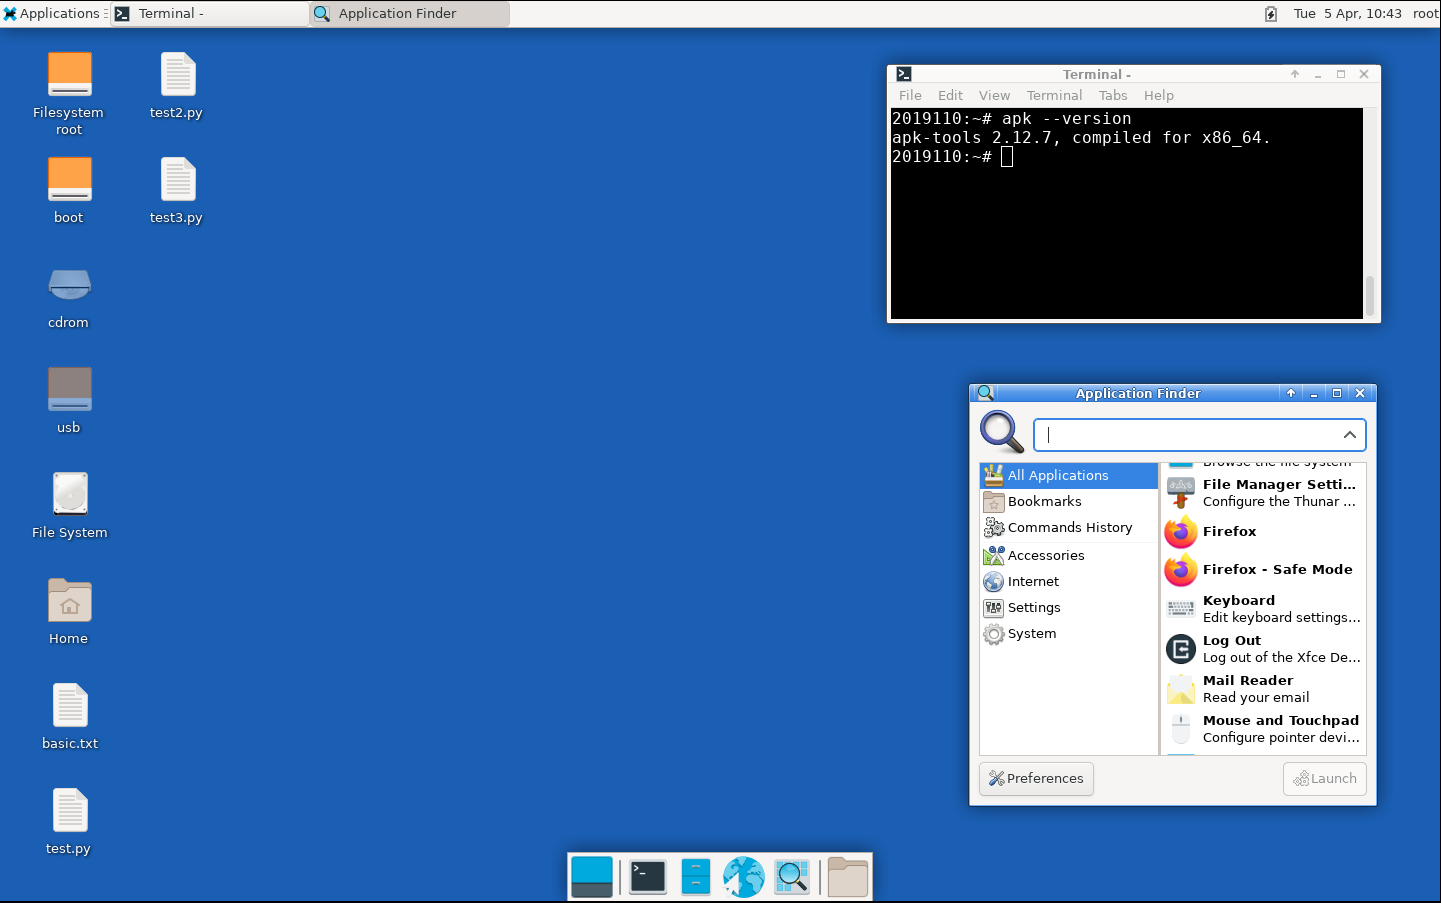 Applications
Terminal -
Application Finder
Tue 5 Apr, 10:43
root
Filesystem
root
test2.py
boot
test3.py
cdrom
usb
File System
Home
basic.txt
test.py
Terminal -
File Edit View Terminal Tabs Help
2019110:~# apk --version
apk-tools 2.12.7, compiled for x86_64.
2019110:~#
Application Finder
All Applications
Bookmarks
Commands History
Accessories
Internet
Settings
System
Browse the file system
File Manager Setti...
Configure the Thunar ...
Firefox
Firefox - Safe Mode
Keyboard
Edit keyboard settings...
Log Out
Log out of the Xfce De...
Mail Reader
Read your email
Mouse and Touchpad
Configure pointer devi...
Preferences
Launch